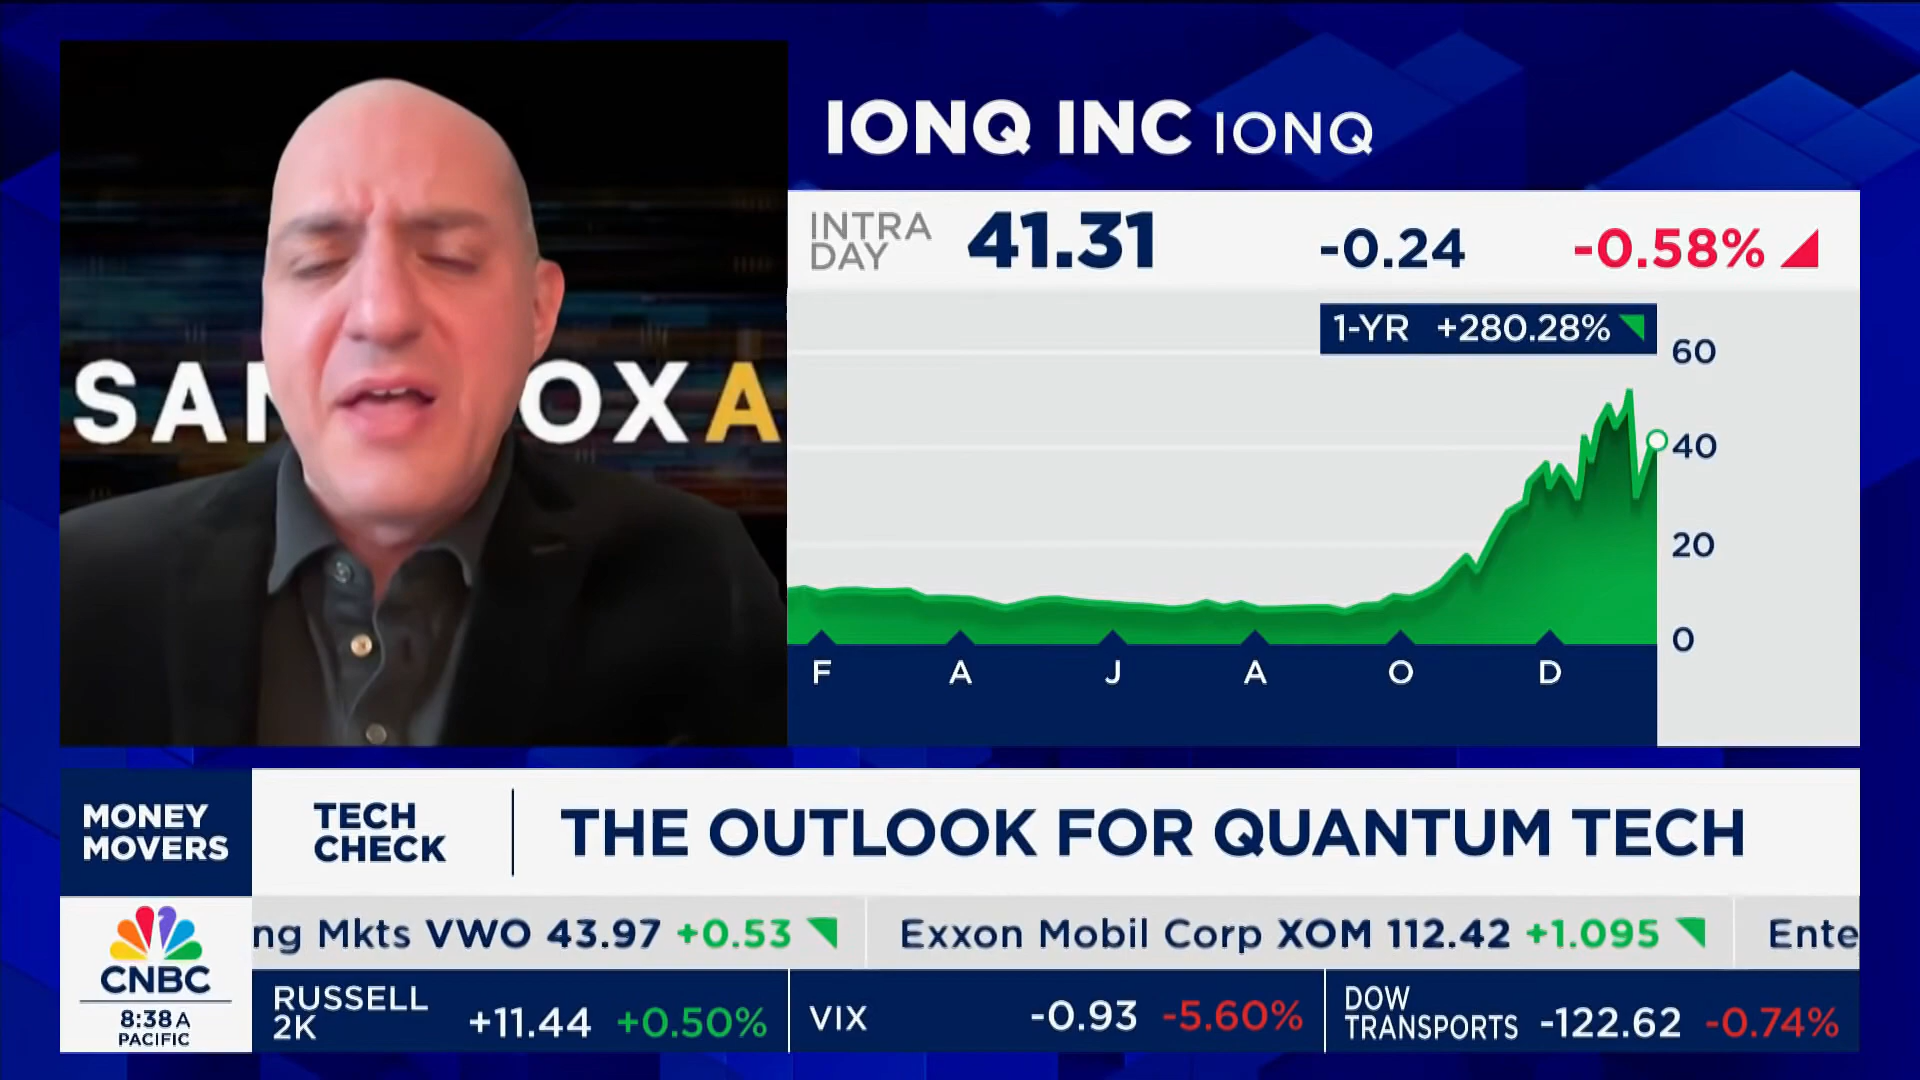 SAN OXA
IONQ INC IONQ
INTRA DAY 41.31 -0.24 -0.58%
1-YR +280.28%
60
40
20
0
F A J A O D
MONEY MOVERS
TECH CHECK
THE OUTLOOK FOR QUANTUM TECH
ng Mkts VWO 43.97 +0.53 Exxon Mobil Corp XOM 112.42 +1.095 Ente
CNBC
8:38A
PACIFIC
RUSSELL 2K +11.44 +0.50% VIX -0.93 -5.60% DOW TRANSPORTS -122.62 -0.74%